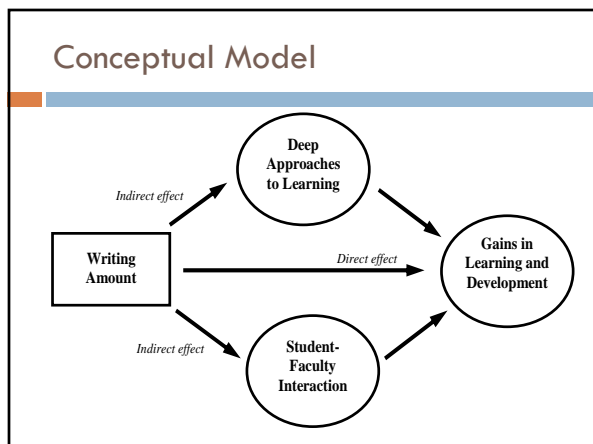 Conceptual Model
Deep
Approaches
to Learning
Indirect effect
Writing
Amount
Direct effect
Gains in
Learning and
Development
Indirect effect
Student-
Faculty
Interaction